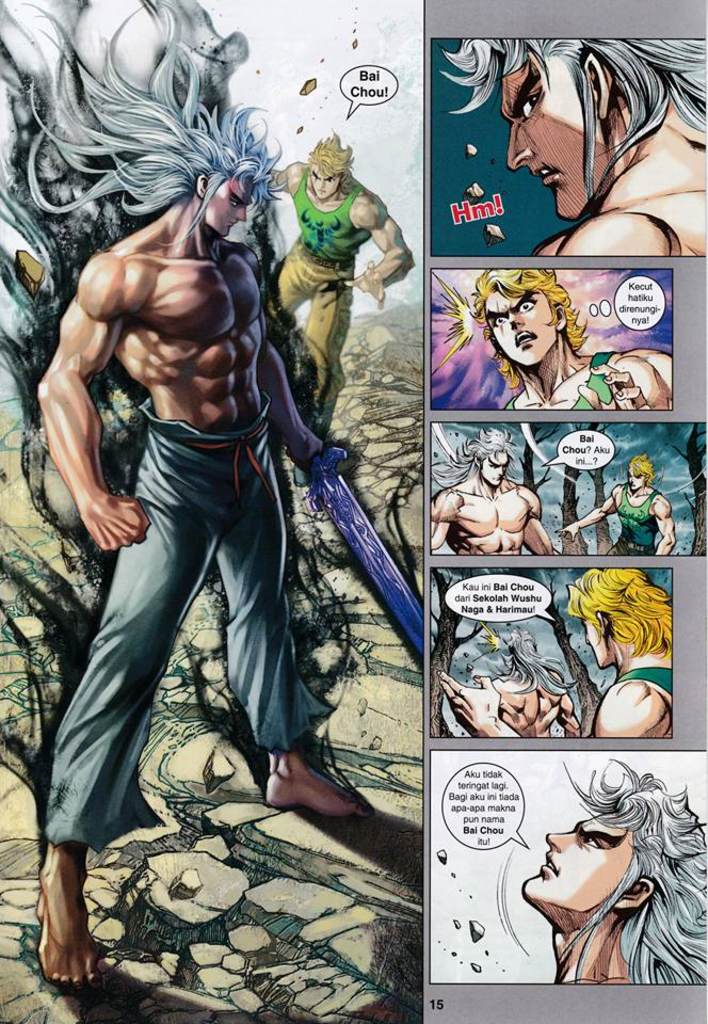 Bai
Chou!
Hm!
Kecut
hatiku
direnungi-
nya!
Bai
Chou? Aku
ini...?
Kau ini Bai Chou
dari Sekolah Wushu
Naga & Harimau!
Aku tidak
teringat lagi.
Bagi aku ini tiada
apa-apa makna
pun nama
Bai Chou
itu!
15